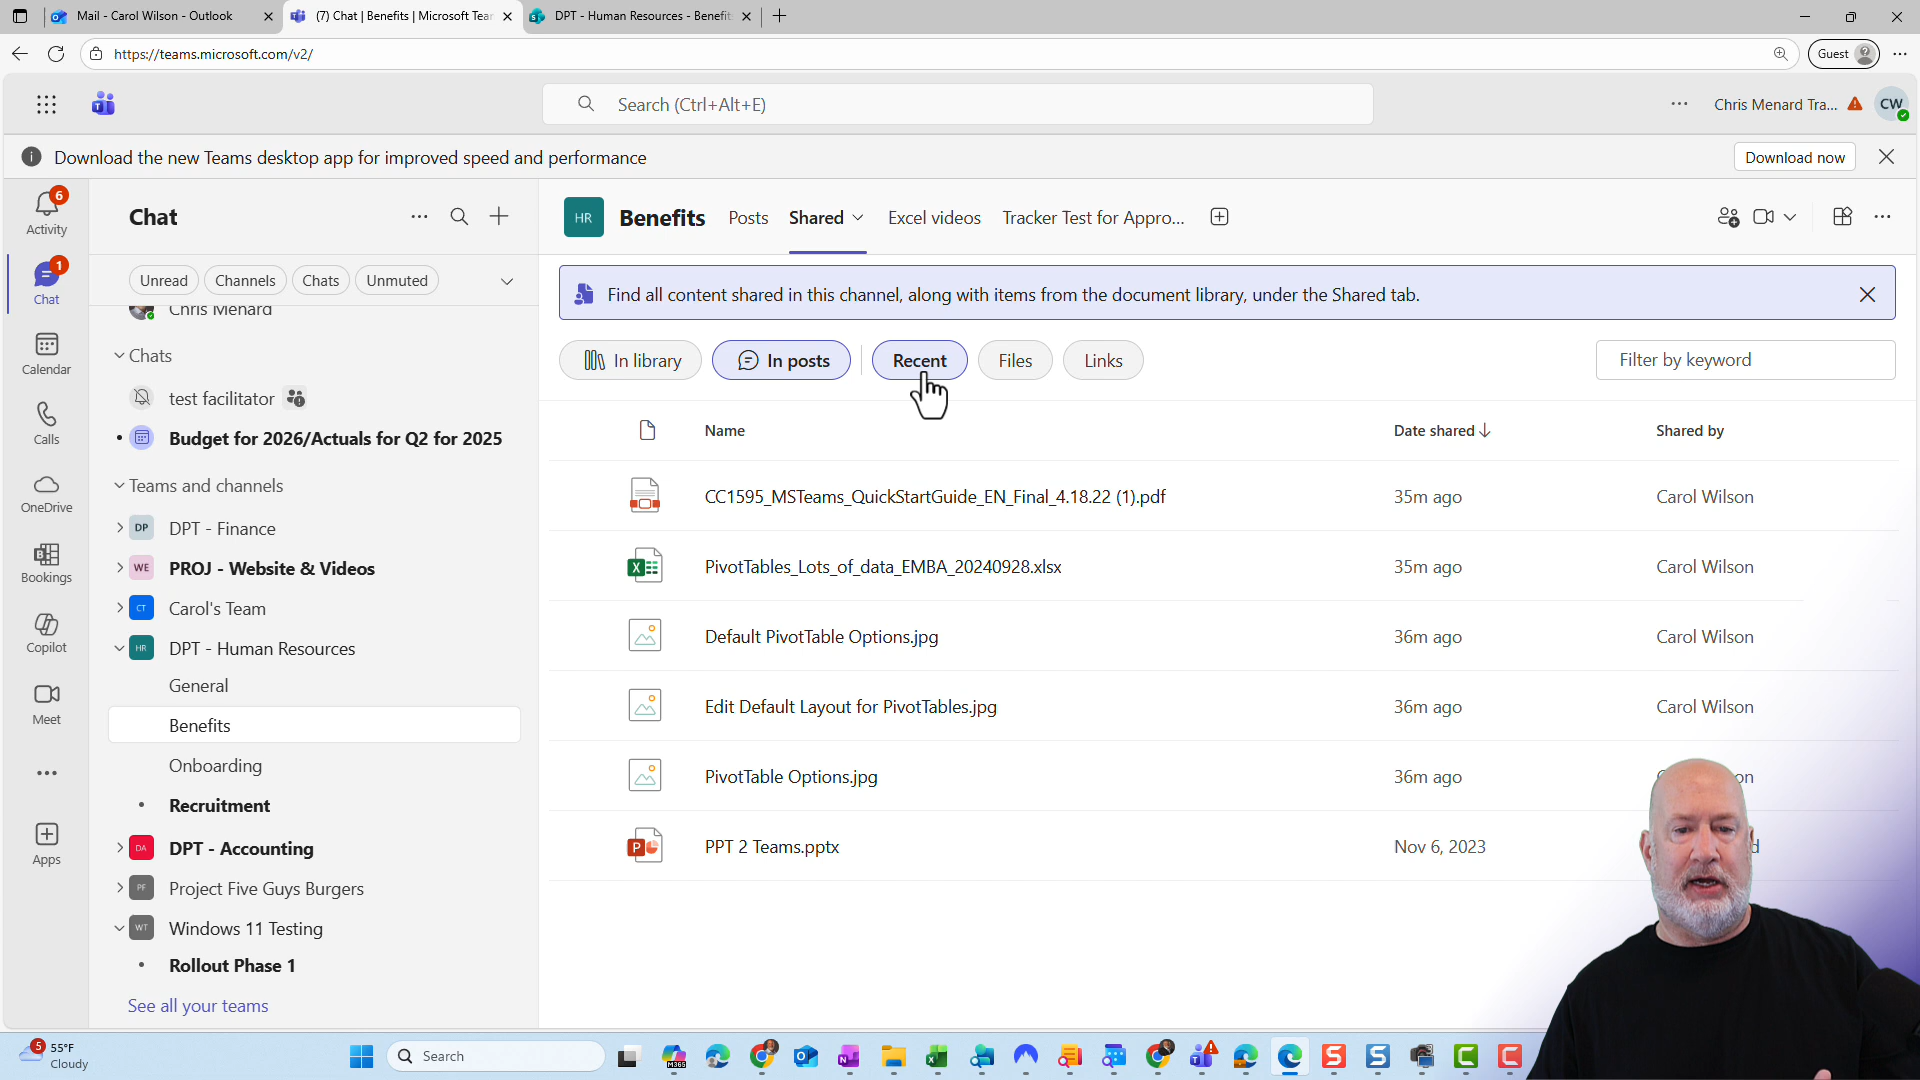 Mail - Carol Wilson - Outlook
(7) Chat | Benefits | Microsoft Tea
DPT - Human Resources - Benefit
https://teams.microsoft.com/v2/
Guest
Search (Ctrl+Alt+E)
Chris Menard Tra...
CW
Download the new Teams desktop app for improved speed and performance
Download now
6
Activity
1
Chat
Calendar
Calls
OneDrive
Bookings
Copilot
Meet
Apps
Chat
Unread
Channels
Chats
Unmuted
Chris Menard
Chats
test facilitator
Budget for 2026/Actuals for Q2 for 2025
Teams and channels
DP DPT - Finance
WE PROJ - Website & Videos
CT Carol's Team
HR DPT - Human Resources
General
Benefits
Onboarding
Recruitment
DA DPT - Accounting
PF Project Five Guys Burgers
WT Windows 11 Testing
Rollout Phase 1
See all your teams
HR Benefits
Posts
Shared
Excel videos
Tracker Test for Appro...
Find all content shared in this channel, along with items from the document library, under the Shared tab.
In library
In posts
Recent
Files
Links
Filter by keyword
Name Date shared Shared by
CC1595_MSTeams_QuickStartGuide_EN_Final_4.18.22 (1).pdf 35m ago Carol Wilson
PivotTables_Lots_of_data_EMBA_20240928.xlsx 35m ago Carol Wilson
Default PivotTable Options.jpg 36m ago Carol Wilson
Edit Default Layout for PivotTables.jpg 36m ago Carol Wilson
PivotTable Options.jpg 36m ago
PPT 2 Teams.pptx Nov 6, 2023
5
55°F
Cloudy
Search
M365